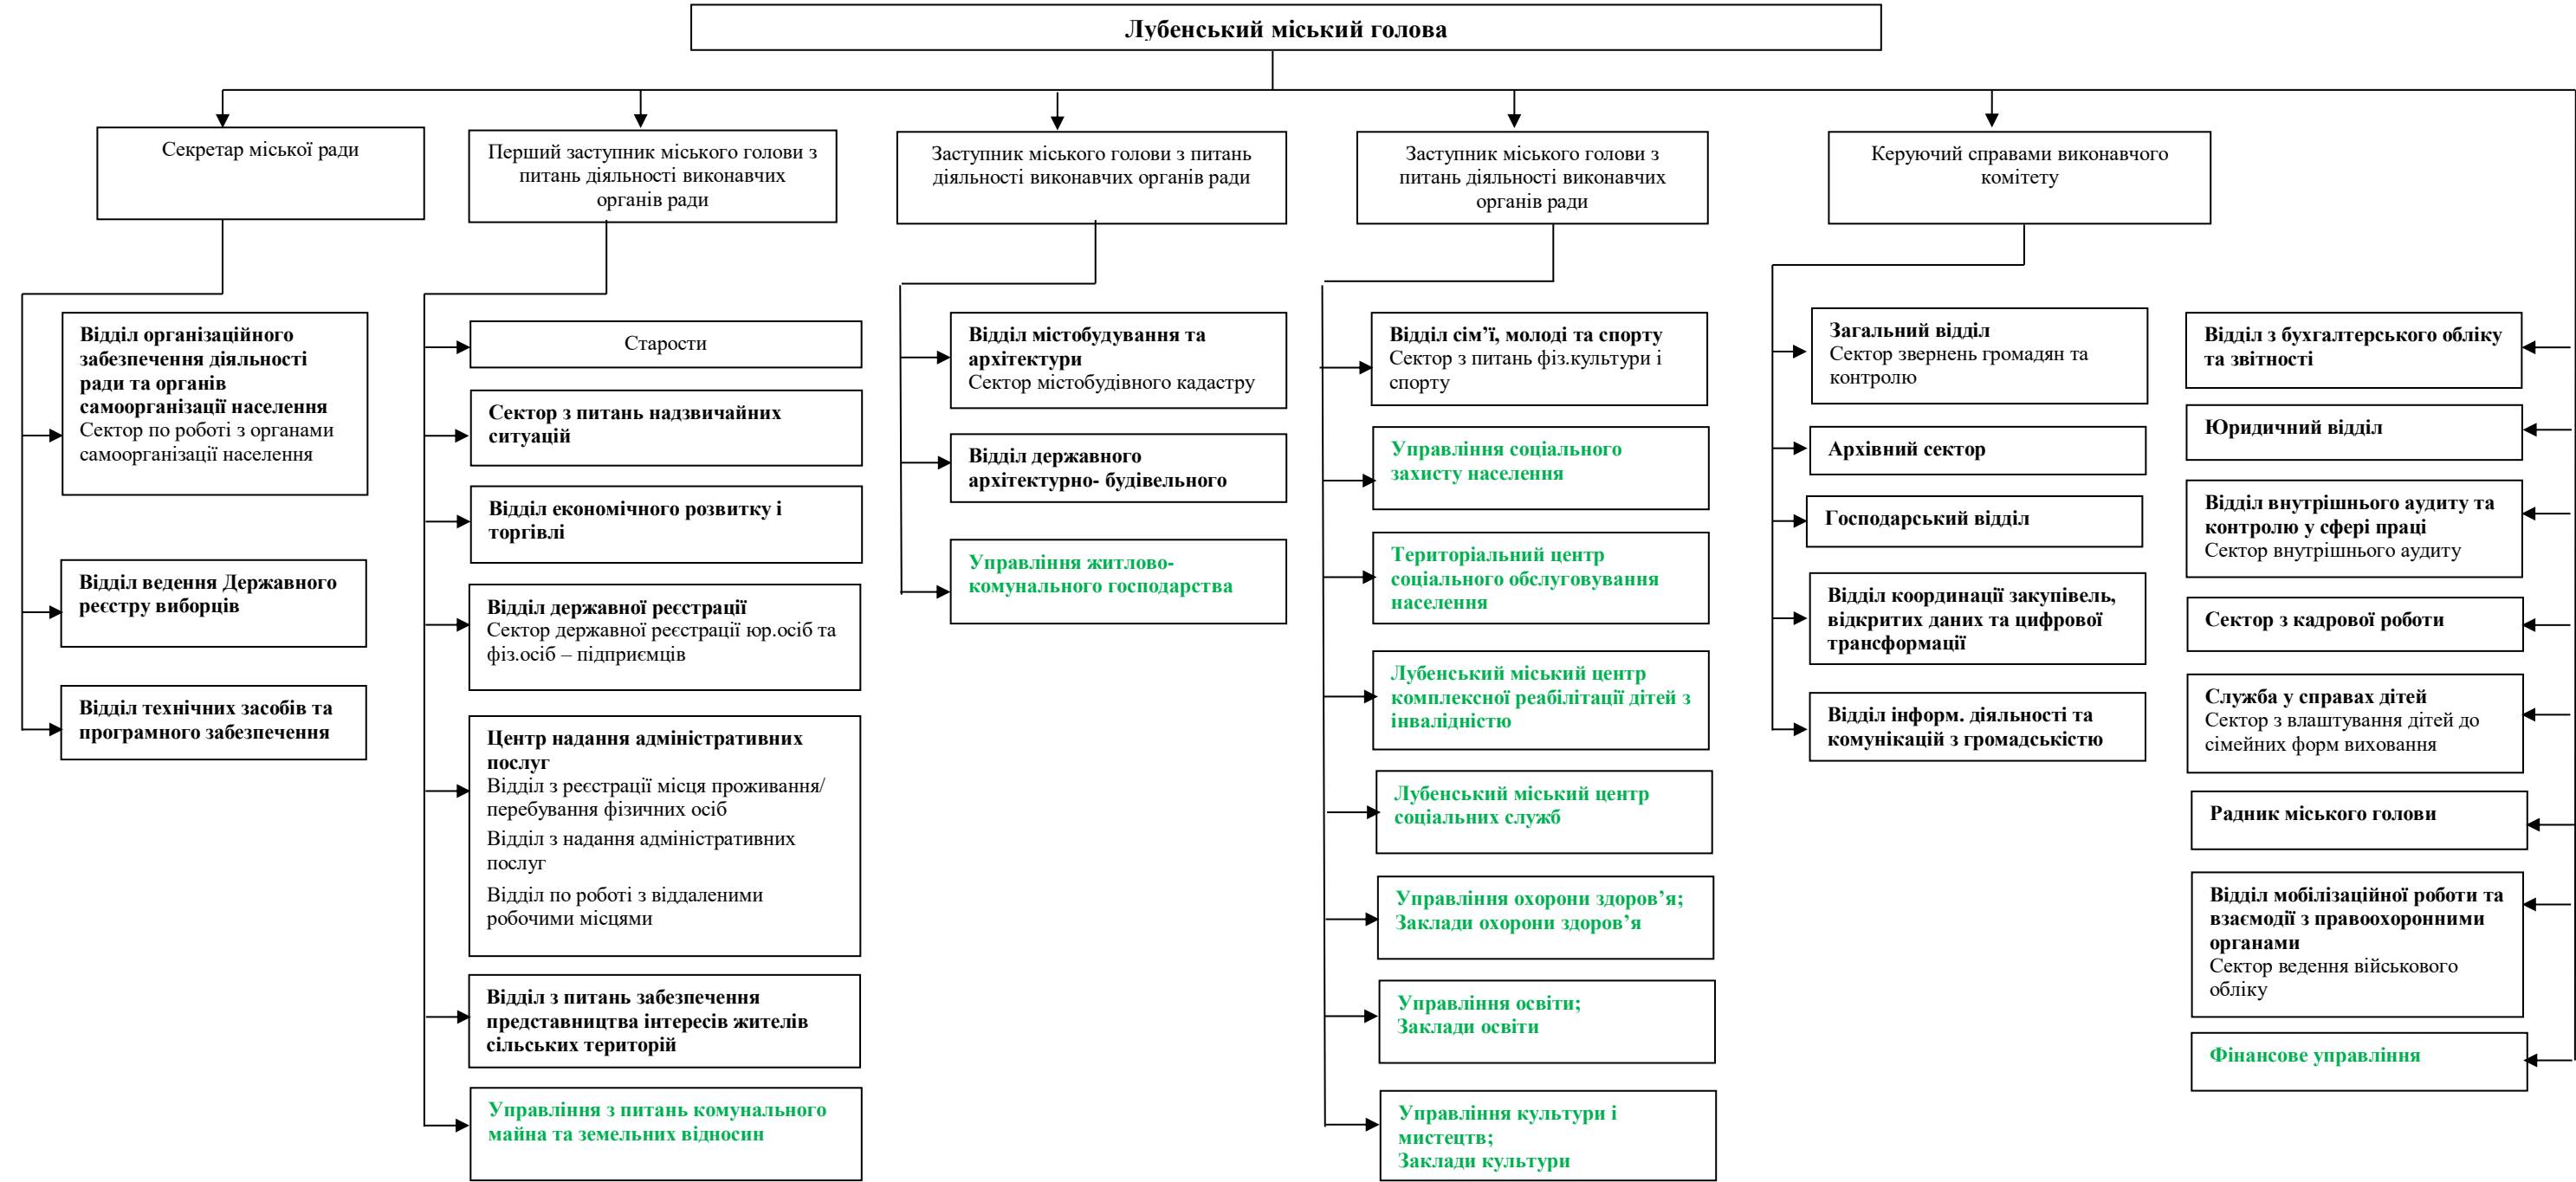 Лубенський міський голова
Секретар міської ради
Перший заступник міського голови з
питань діяльності виконавчих
органів ради
Заступник міського голови з питань
діяльності виконавчих органів ради
Заступник міського голови з
питань діяльності виконавчих
органів ради
Керуючий справами виконавчого
комітету
Відділ організаційного
забезпечення діяльності
ради та органів
самоорганізації населення
Сектор по роботі з органами
самоорганізації населення
Відділ ведення Державного
реєстру виборців
Відділ технічних засобів та
програмного забезпечення
Старости
Сектор з питань надзвичайних
ситуацій
Відділ економічного розвитку і
торгівлі
Відділ державної реєстрації
Сектор державної реєстрації юр.осіб та
фіз.осіб – підприємців
Центр надання адміністративних
послуг
Відділ з реєстрації місця проживання/
перебування фізичних осіб
Відділ з надання адміністративних
послуг
Відділ по роботі з віддаленими
робочими місцями
Відділ з питань забезпечення
представництва інтересів жителів
сільських територій
Управління з питань комунального
майна та земельних відносин
Відділ містобудування та
архітектури
Сектор містобудівного кадастру
Відділ державного
архітектурно- будівельного
Управління житлово-
комунального господарства
Відділ сім’ї, молоді та спорту
Сектор з питань фіз.культури і
спорту
Управління соціального
захисту населення
Територіальний центр
соціального обслуговування
населення
Лубенський міський центр
комплексної реабілітації дітей з
інвалідністю
Лубенський міський центр
соціальних служб
Управління охорони здоров’я;
Заклади охорони здоров’я
Управління освіти;
Заклади освіти
Управління культури і
мистецтв;
Заклади культури
Загальний відділ
Сектор звернень громадян та
контролю
Архівний сектор
Господарський відділ
Відділ координації закупівель,
відкритих даних та цифрової
трансформації
Відділ інформ. діяльності та
комунікацій з громадськістю
Відділ з бухгалтерського обліку
та звітності
Юридичний відділ
Відділ внутрішнього аудиту та
контролю у сфері праці
Сектор внутрішнього аудиту
Сектор з кадрової роботи
Служба у справах дітей
Сектор з влаштування дітей до
сімейних форм виховання
Радник міського голови
Відділ мобілізаційної роботи та
взаємодії з правоохоронними
органами
Сектор ведення військового
обліку
Фінансове управління